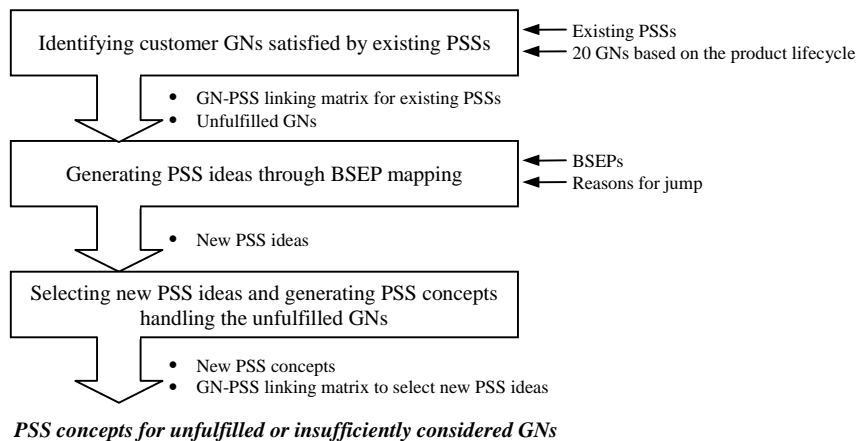 Identifying customer GNs satisfied by existing PSSs
Existing PSSs
20 GNs based on the product lifecycle
• GN-PSS linking matrix for existing PSSs
• Unfulfilled GNs
Generating PSS ideas through BSEP mapping
BSEPs
Reasons for jump
• New PSS ideas
Selecting new PSS ideas and generating PSS concepts
handling the unfulfilled GNs
• New PSS concepts
• GN-PSS linking matrix to select new PSS ideas
PSS concepts for unfulfilled or insufficiently considered GNs